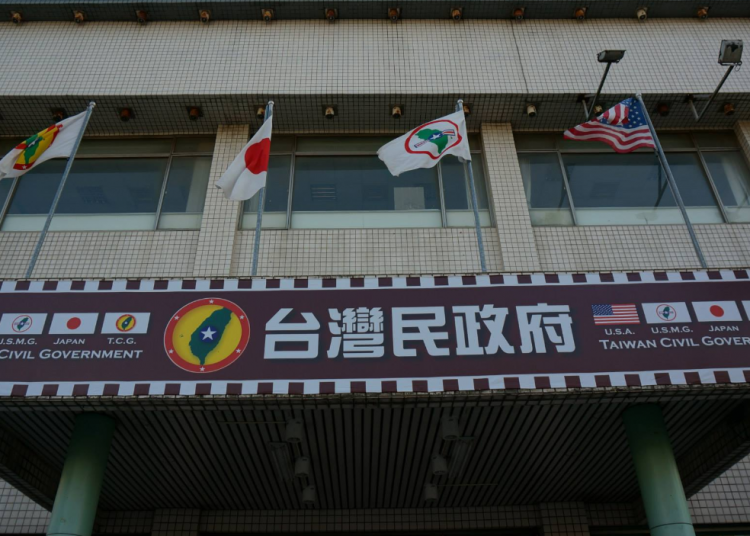 U.S.M.G. JAPAN T.C.G.
CIVIL GOVERNMENT
台灣民政府
U.S.A. U.S.M.G. JAPAN
TAIWAN CIVIL GOVER